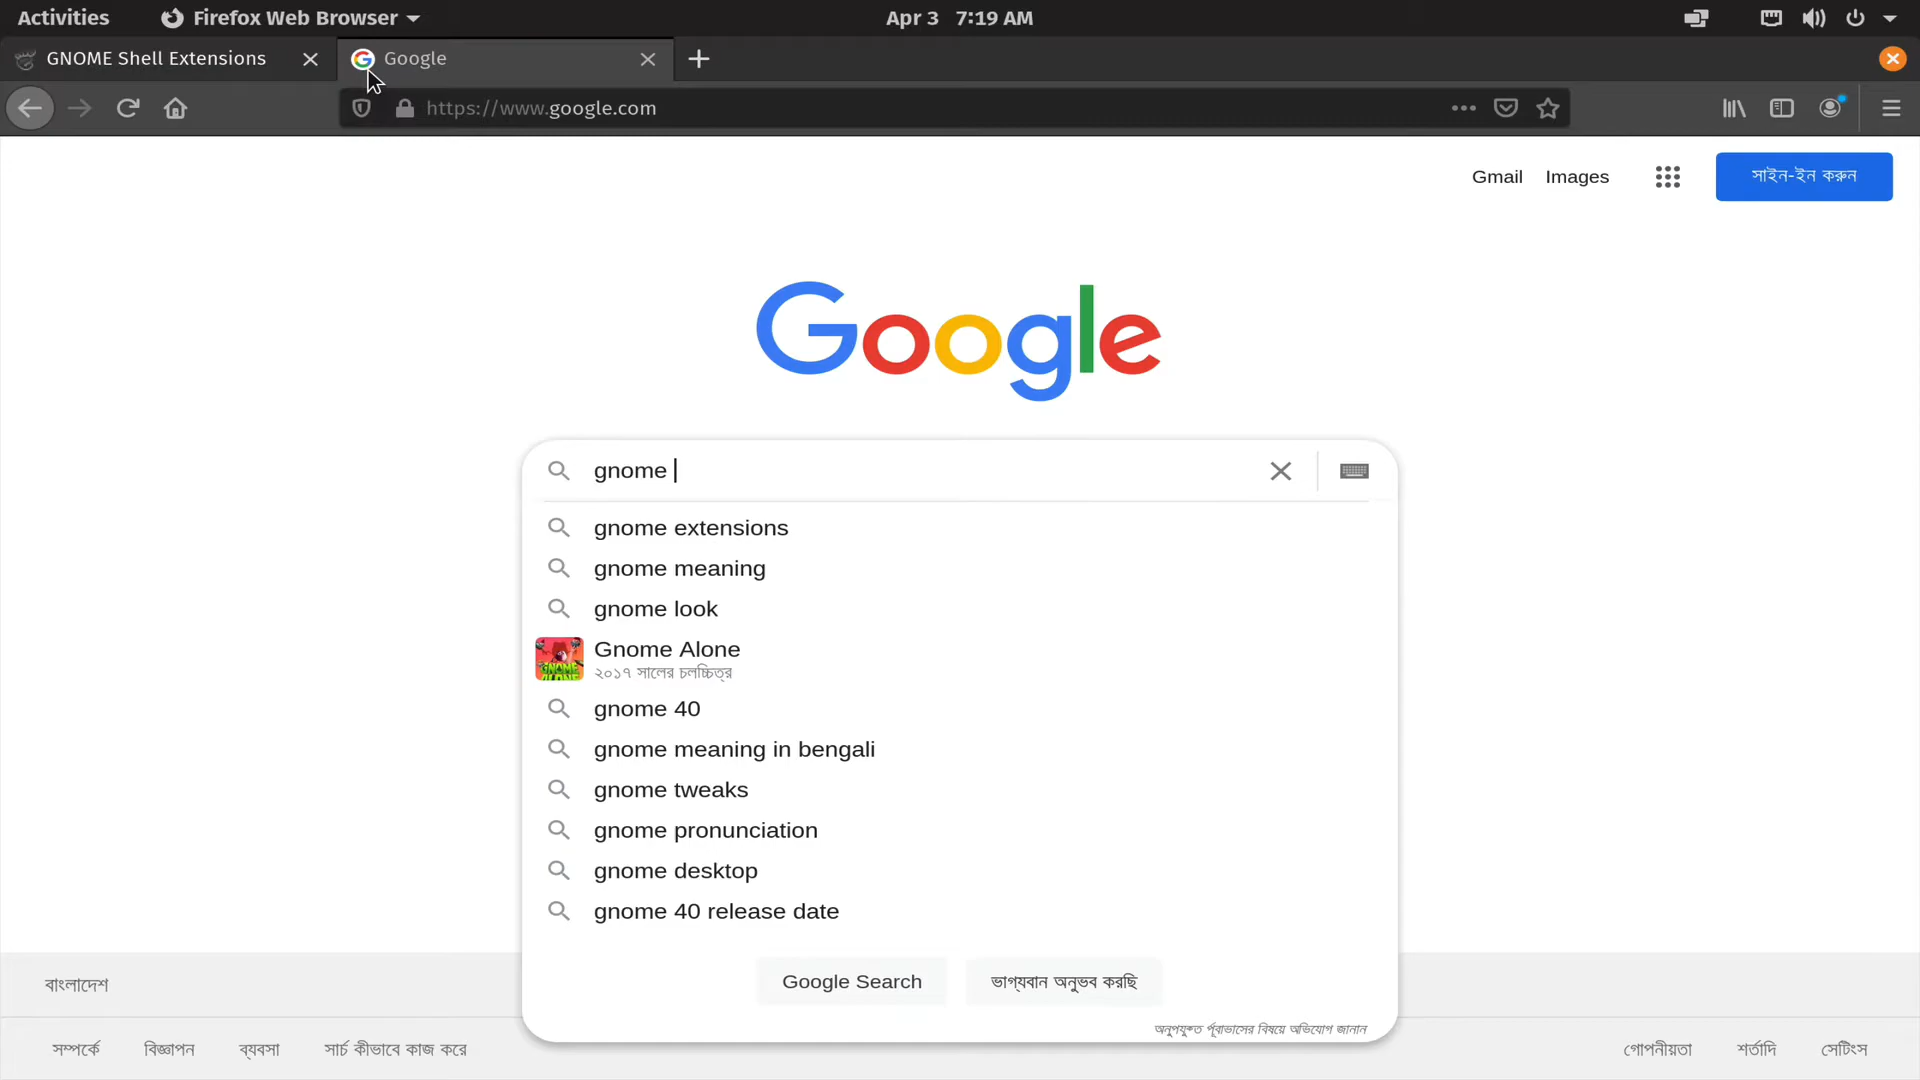 Activities
Firefox Web Browser
Apr 3 7:19 AM
GNOME Shell Extensions
Google
https://www.google.com
Gmail
Images
সাইন-ইন করুন
Google
gnome
gnome extensions
gnome meaning
gnome look
Gnome Alone
২০১৭ সালের চলচ্চিত্র
gnome 40
gnome meaning in bengali
gnome tweaks
gnome pronunciation
gnome desktop
gnome 40 release date
Google Search
ভাগ্যবান অনুভব করছি
অনুপযুক্ত র্পূবাভাসের বিষয়ে অভিযোগ জানান
বাংলাদেশ
সম্পর্কে
বিজ্ঞাপন
ব্যবসা
সার্চ কীভাবে কাজ করে
গোপনীয়তা
শর্তাদি
সেটিংস